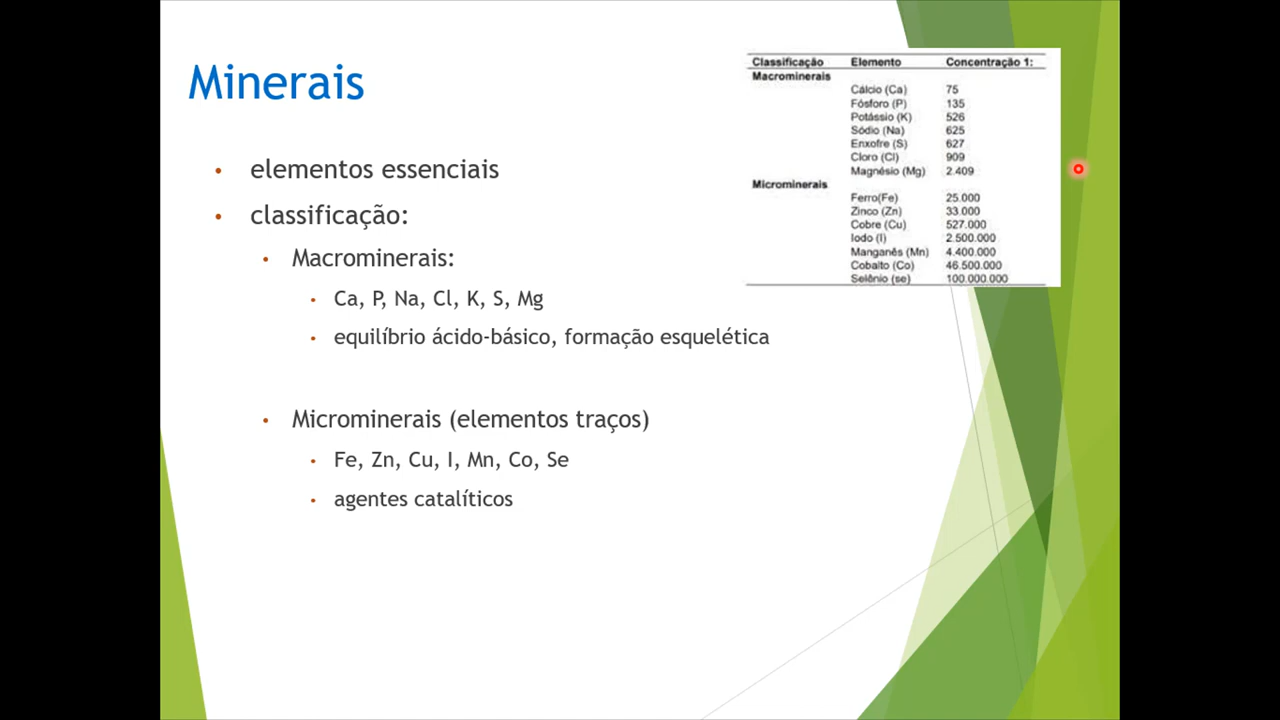 Minerais
• elementos essenciais
• classificação:
• Macrominerais:
• Ca, P, Na, Cl, K, S, Mg
• equilíbrio ácido-básico, formação esquelética
• Microminerais (elementos traços)
• Fe, Zn, Cu, I, Mn, Co, Se
• agentes catalíticos
Classificação Elemento Concentração 1:
Macrominerais
Cálcio (Ca) 75
Fósforo (P) 135
Potássio (K) 526
Sódio (Na) 625
Enxofre (S) 627
Cloro (Cl) 909
Magnésio (Mg) 2.409
Microminerais
Ferro(Fe) 25.000
Zinco (Zn) 33.000
Cobre (Cu) 527.000
Iodo (I) 2.500.000
Manganês (Mn) 4.400.000
Cobalto (Co) 46.500.000
Selênio (se) 100.000.000